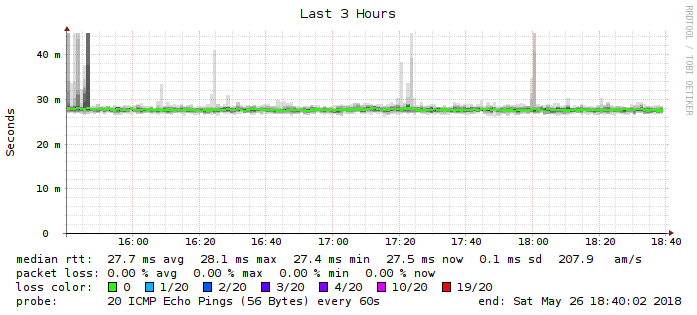 Last 3 Hours
RRDTOOL / TOBI OETIKER
Seconds
40 m
30 m
20 m
10 m
0
16:00 16:20 16:40 17:00 17:20 17:40 18:00 18:20 18:40
median rtt: 27.7 ms avg 28.1 ms max 27.4 ms min 27.5 ms now 0.1 ms sd 207.9 am/s
packet loss: 0.00 % avg 0.00 % max 0.00 % min 0.00 % now
loss color: 0 1/20 2/20 3/20 4/20 10/20 19/20
probe: 20 ICMP Echo Pings (56 Bytes) every 60s end: Sat May 26 18:40:02 2018